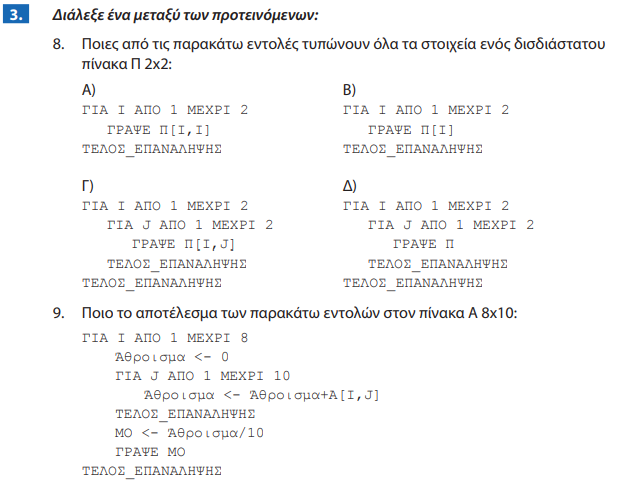 3. Διάλεξε ένα μεταξύ των προτεινόμενων:
8. Ποιες από τις παρακάτω εντολές τυπώνουν όλα τα στοιχεία ενός δισδιάστατου
πίνακα Π 2x2:
Α)
ΓΙΑ Ι ΑΠΟ 1 ΜΕΧΡΙ 2
ΓΡΑΨΕ Π[Ι,Ι]
ΤΕΛΟΣ_ΕΠΑΝΑΛΗΨΗΣ
Β)
ΓΙΑ Ι ΑΠΟ 1 ΜΕΧΡΙ 2
ΓΡΑΨΕ Π[Ι]
ΤΕΛΟΣ_ΕΠΑΝΑΛΗΨΗΣ
Γ)
ΓΙΑ Ι ΑΠΟ 1 ΜΕΧΡΙ 2
ΓΙΑ J ΑΠΟ 1 ΜΕΧΡΙ 2
ΓΡΑΨΕ Π[Ι,J]
ΤΕΛΟΣ_ΕΠΑΝΑΛΗΨΗΣ
ΤΕΛΟΣ_ΕΠΑΝΑΛΗΨΗΣ
Δ)
ΓΙΑ Ι ΑΠΟ 1 ΜΕΧΡΙ 2
ΓΙΑ J ΑΠΟ 1 ΜΕΧΡΙ 2
ΓΡΑΨΕ Π
ΤΕΛΟΣ_ΕΠΑΝΑΛΗΨΗΣ
ΤΕΛΟΣ_ΕΠΑΝΑΛΗΨΗΣ
9. Ποιο το αποτέλεσμα των παρακάτω εντολών στον πίνακα Α 8x10:
ΓΙΑ Ι ΑΠΟ 1 ΜΕΧΡΙ 8
Άθροισμα <- 0
ΓΙΑ J ΑΠΟ 1 ΜΕΧΡΙ 10
Άθροισμα <- Άθροισμα+Α[Ι,J]
ΤΕΛΟΣ_ΕΠΑΝΑΛΗΨΗΣ
ΜΟ <- Άθροισμα/10
ΓΡΑΨΕ ΜΟ
ΤΕΛΟΣ_ΕΠΑΝΑΛΗΨΗΣ